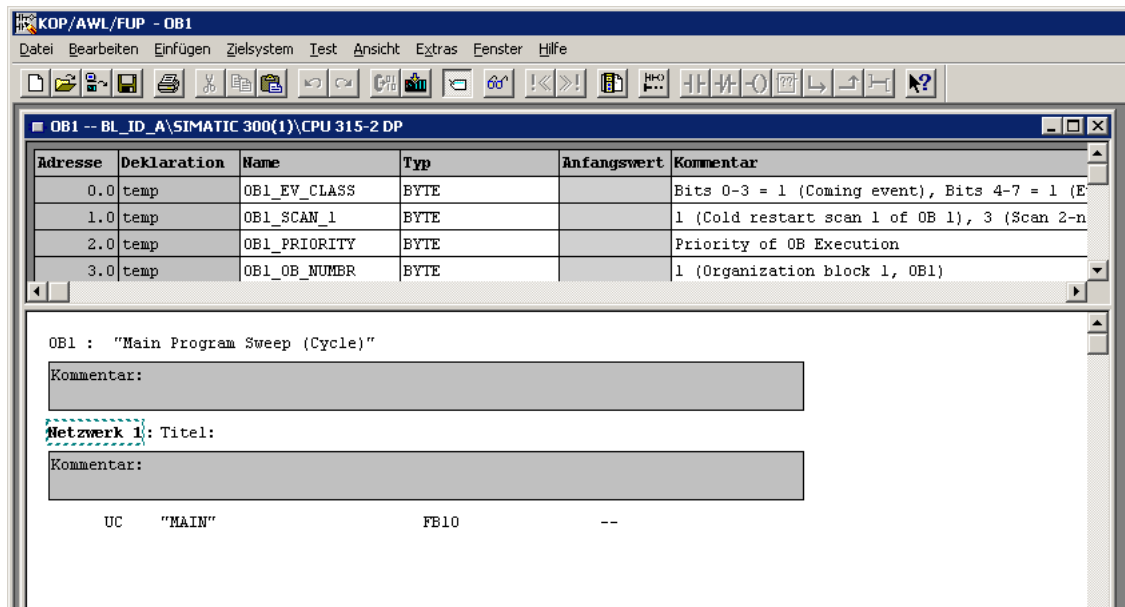 KOP/AWL/FUP - OB1
Datei Bearbeiten Einfügen Zielsystem Test Ansicht Extras Fenster Hilfe
OB1 -- BL_ID_A\SIMATIC 300(1)\CPU 315-2 DP
Adresse Deklaration Name Typ Anfangswert Kommentar
0.0 temp OB1_EV_CLASS BYTE Bits 0-3 = 1 (Coming event), Bits 4-7 = 1 (E
1.0 temp OB1_SCAN_1 BYTE 1 (Cold restart scan 1 of OB 1), 3 (Scan 2-n
2.0 temp OB1_PRIORITY BYTE Priority of OB Execution
3.0 temp OB1_OB_NUMBR BYTE 1 (Organization block 1, OB1)
OB1 : "Main Program Sweep (Cycle)"
Kommentar:
Netzwerk 1: Titel:
Kommentar:
UC "MAIN" FB10 --